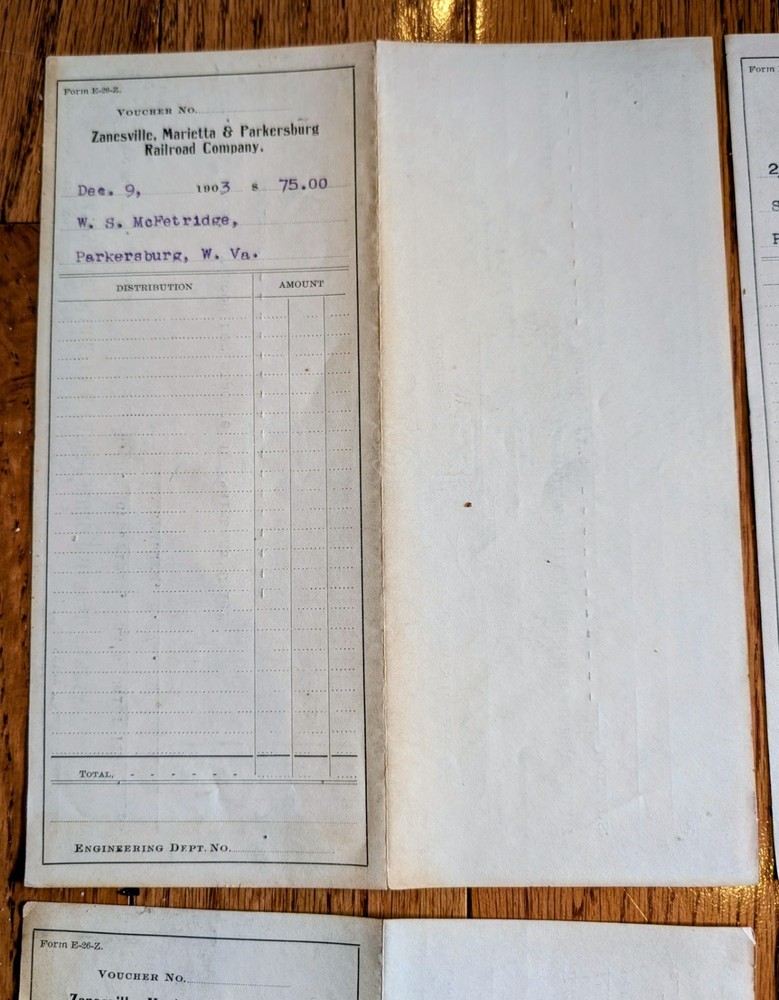 Form E-26-Z.
VOUCHER NO.
Zanesville, Marietta & Parkersburg
Railroad Company.
Dec. 9, 1903 $ 75.00
W. S. McFetridge,
Parkersburg, W. Va.
DISTRIBUTION AMOUNT
TOTAL, - - - - - -
ENGINEERING DEPT. NO.
Form E-26-Z.
VOUCHER NO.
Form